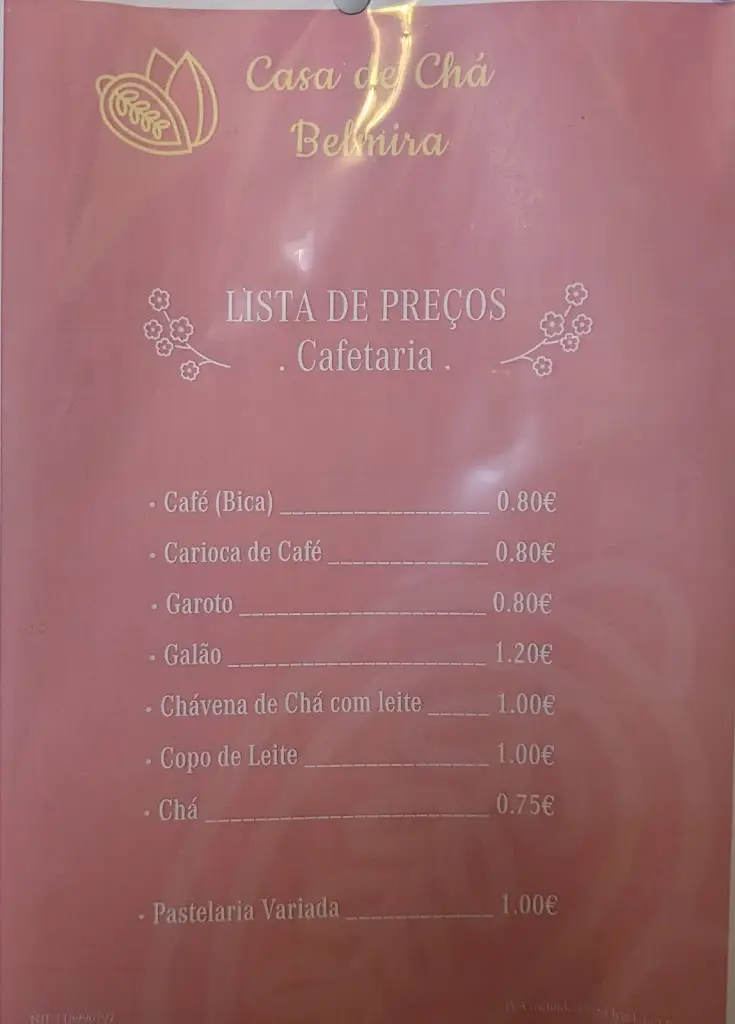 Casa de Chá
Belmira
LISTA DE PREÇOS
. Cafetaria .
· Café (Bica) _________________ 0.80€
· Carioca de Café _____________ 0.80€
· Garoto ____________________ 0.80€
· Galão _____________________ 1.20€
· Chávena de Chá com leite _____ 1.00€
· Copo de Leite _______________ 1.00€
· Chá _______________________ 0.75€
· Pastelaria Variada ____________ 1.00€